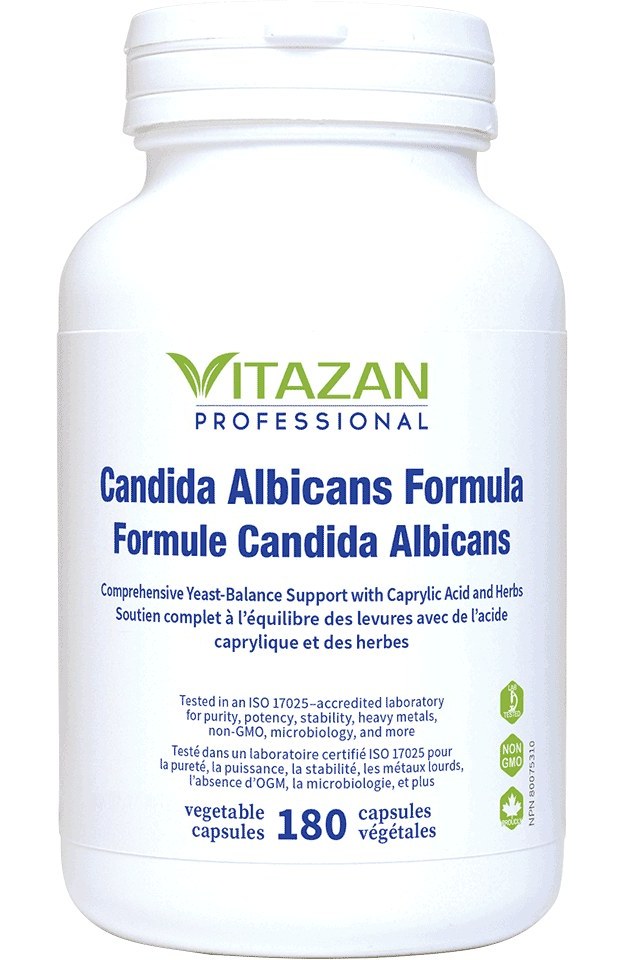 VITAZAN
PROFESSIONAL
Candida Albicans Formula
Formule Candida Albicans
Comprehensive Yeast-Balance Support with Caprylic Acid and Herbs
Soutien complet à l’équilibre des levures avec de l’acide
caprylique et des herbes
Tested in an ISO 17025–accredited laboratory
for purity, potency, stability, heavy metals,
non-GMO, microbiology, and more
Testé dans un laboratoire certifié ISO 17025 pour
la pureté, la puissance, la stabilité, les métaux lourds,
l’absence d’OGM, la microbiologie, et plus
vegetable
capsules
180
capsules
végétales
LAB
TESTED
NON
GMO
PRODUCT
NPN 80075310